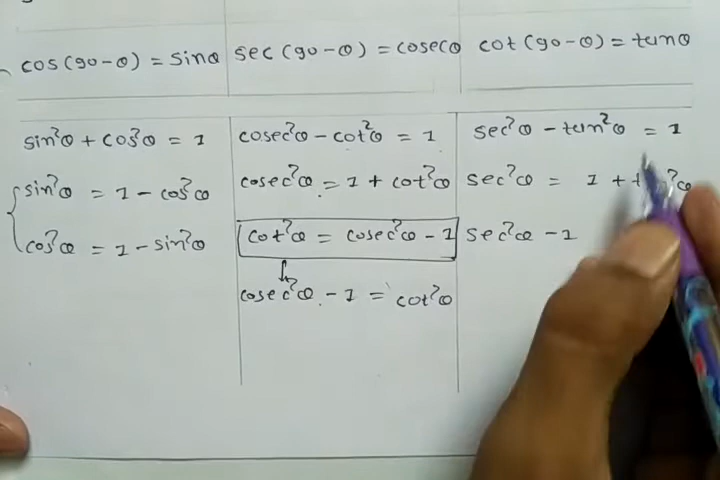 cos(90-θ) = sinθ sec(90-θ) = cosecθ cot(90-θ) = tanθ
sin²θ + cos²θ = 1 cosec²θ - cot²θ = 1 sec²θ - tan²θ = 1
sin²θ = 1 - cos²θ cosec²θ = 1 + cot²θ sec²θ = 1 +
cos²θ = 1 - sin²θ cot²θ = cosec²θ - 1 sec²θ - 1
cosec²θ - 1 = cot²θ